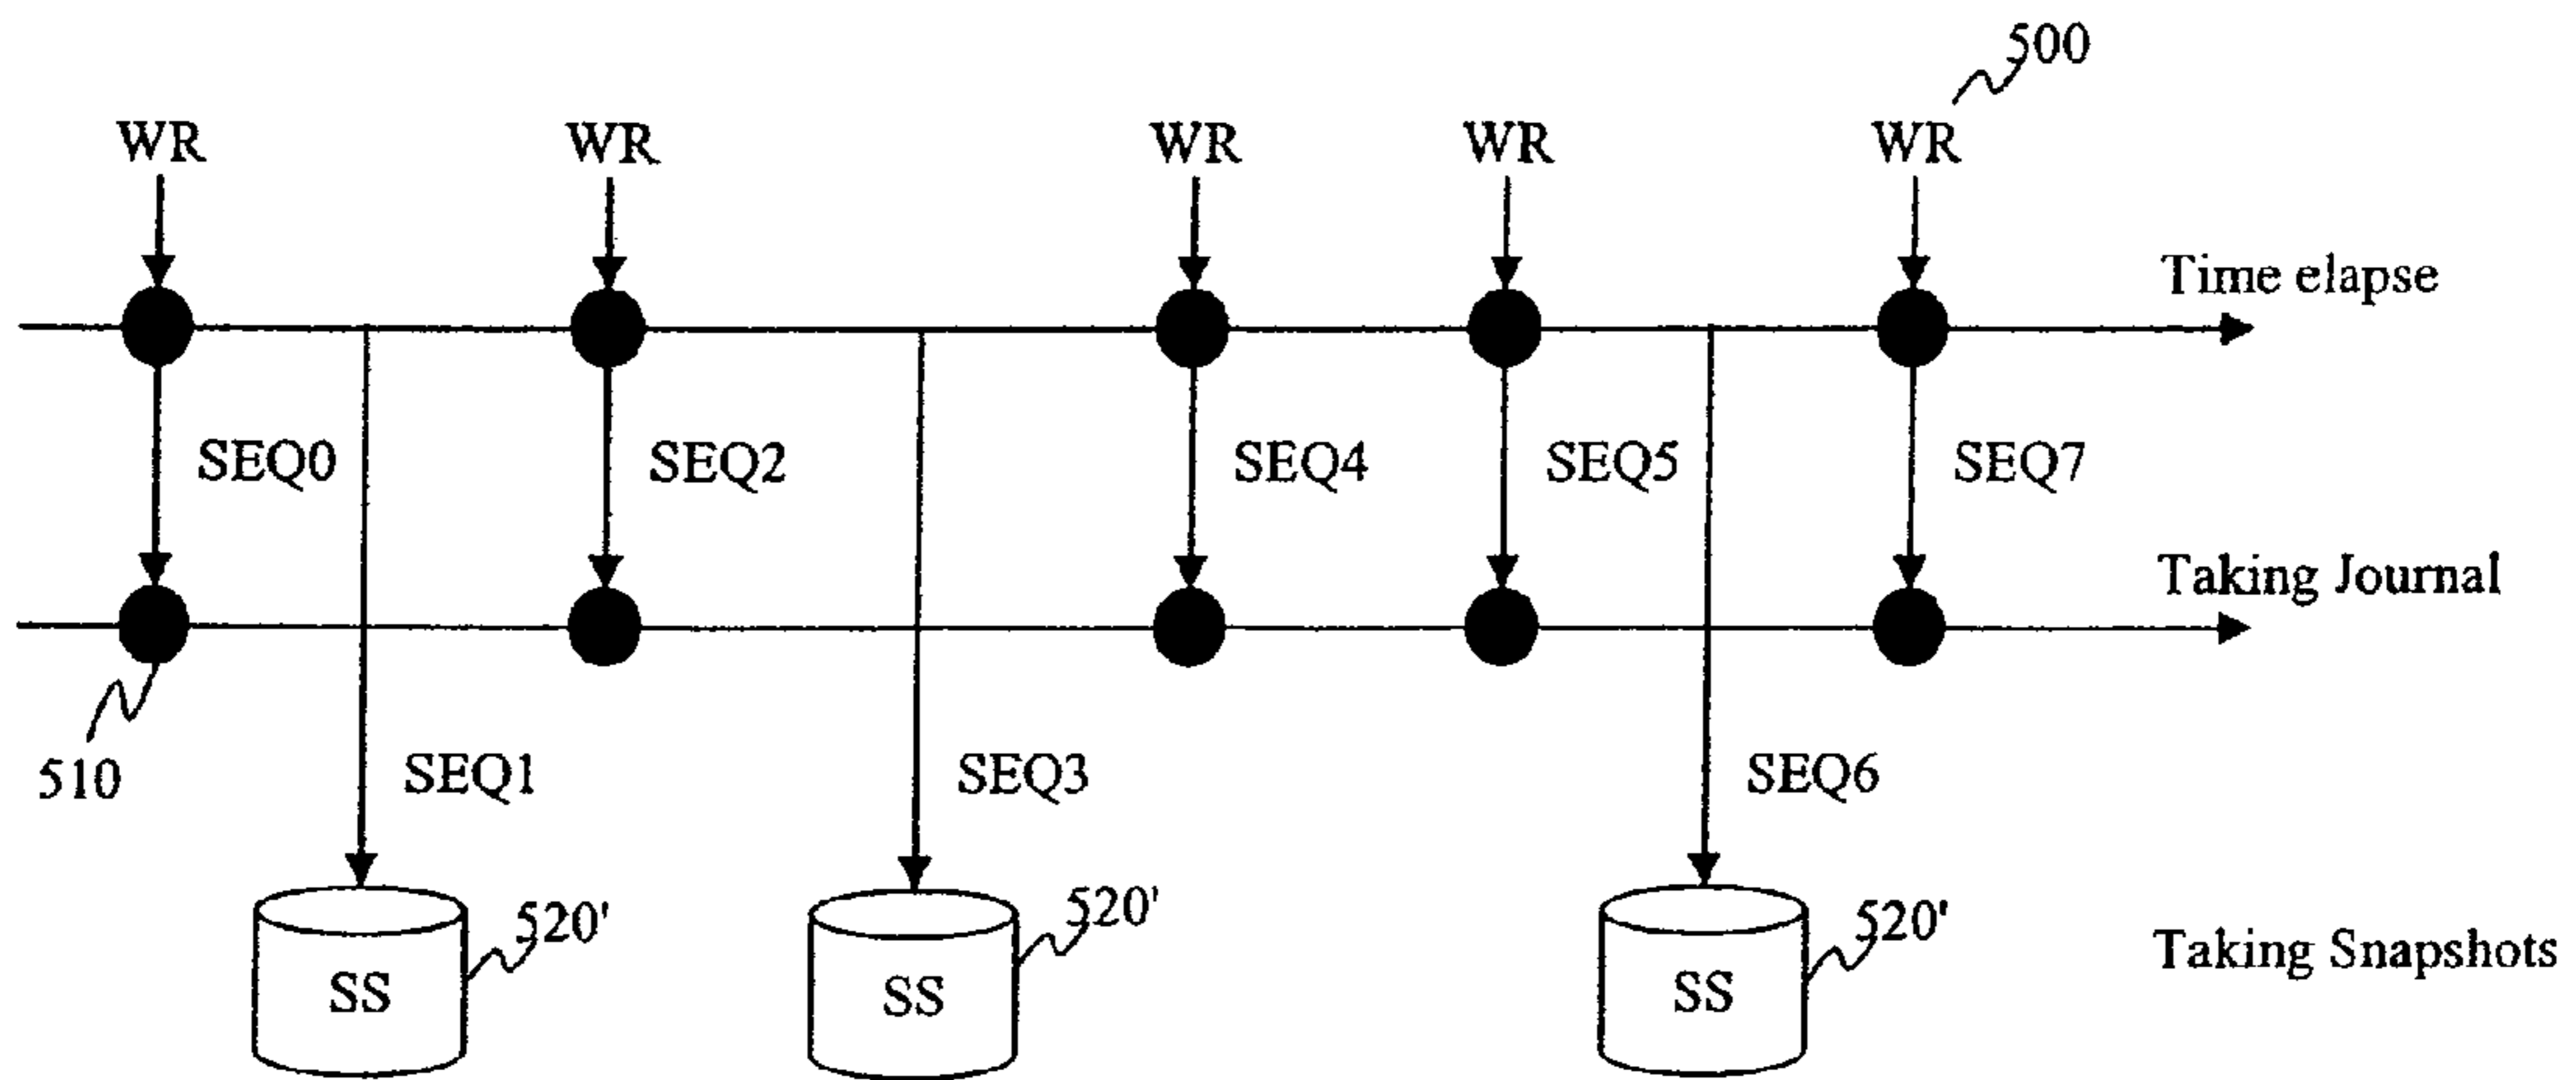 500
WR WR WR WR WR
Time elapse
SEQ0 SEQ2 SEQ4 SEQ5 SEQ7
Taking Journal
510 SEQ1 SEQ3 SEQ6
520' 520' 520'
Taking Snapshots
SS SS SS